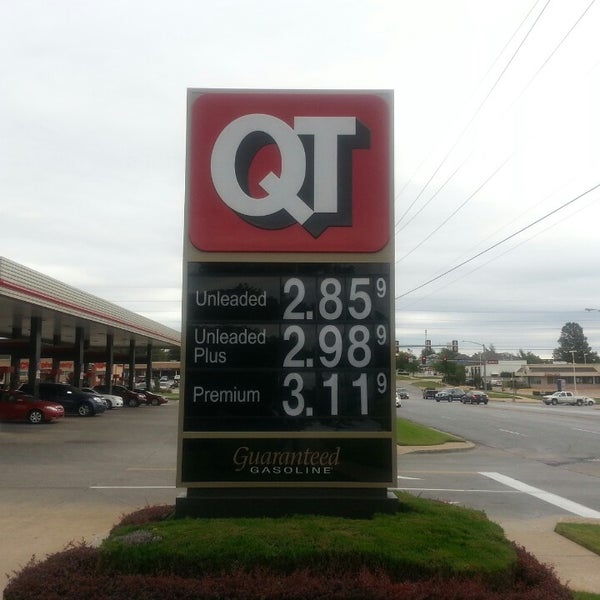 QT
Unleaded 2.85 9
Unleaded Plus 2.98 9
Premium 3.11 9
Guaranteed
GASOLINE